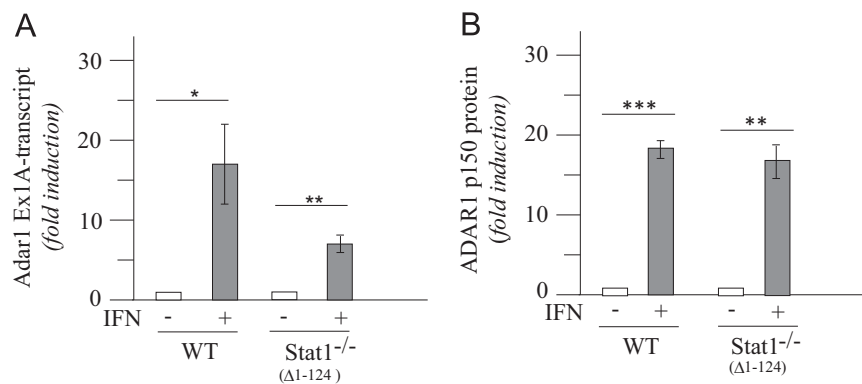 A
Adar1 Ex1A-transcript
(fold induction)
30
20
10
0
*
**
IFN - + - +
WT Stat1-/-
(Δ1-124 )
B
ADAR1 p150 protein
(fold induction)
30
20
10
0
***
**
IFN - + - +
WT Stat1-/-
(Δ1-124)